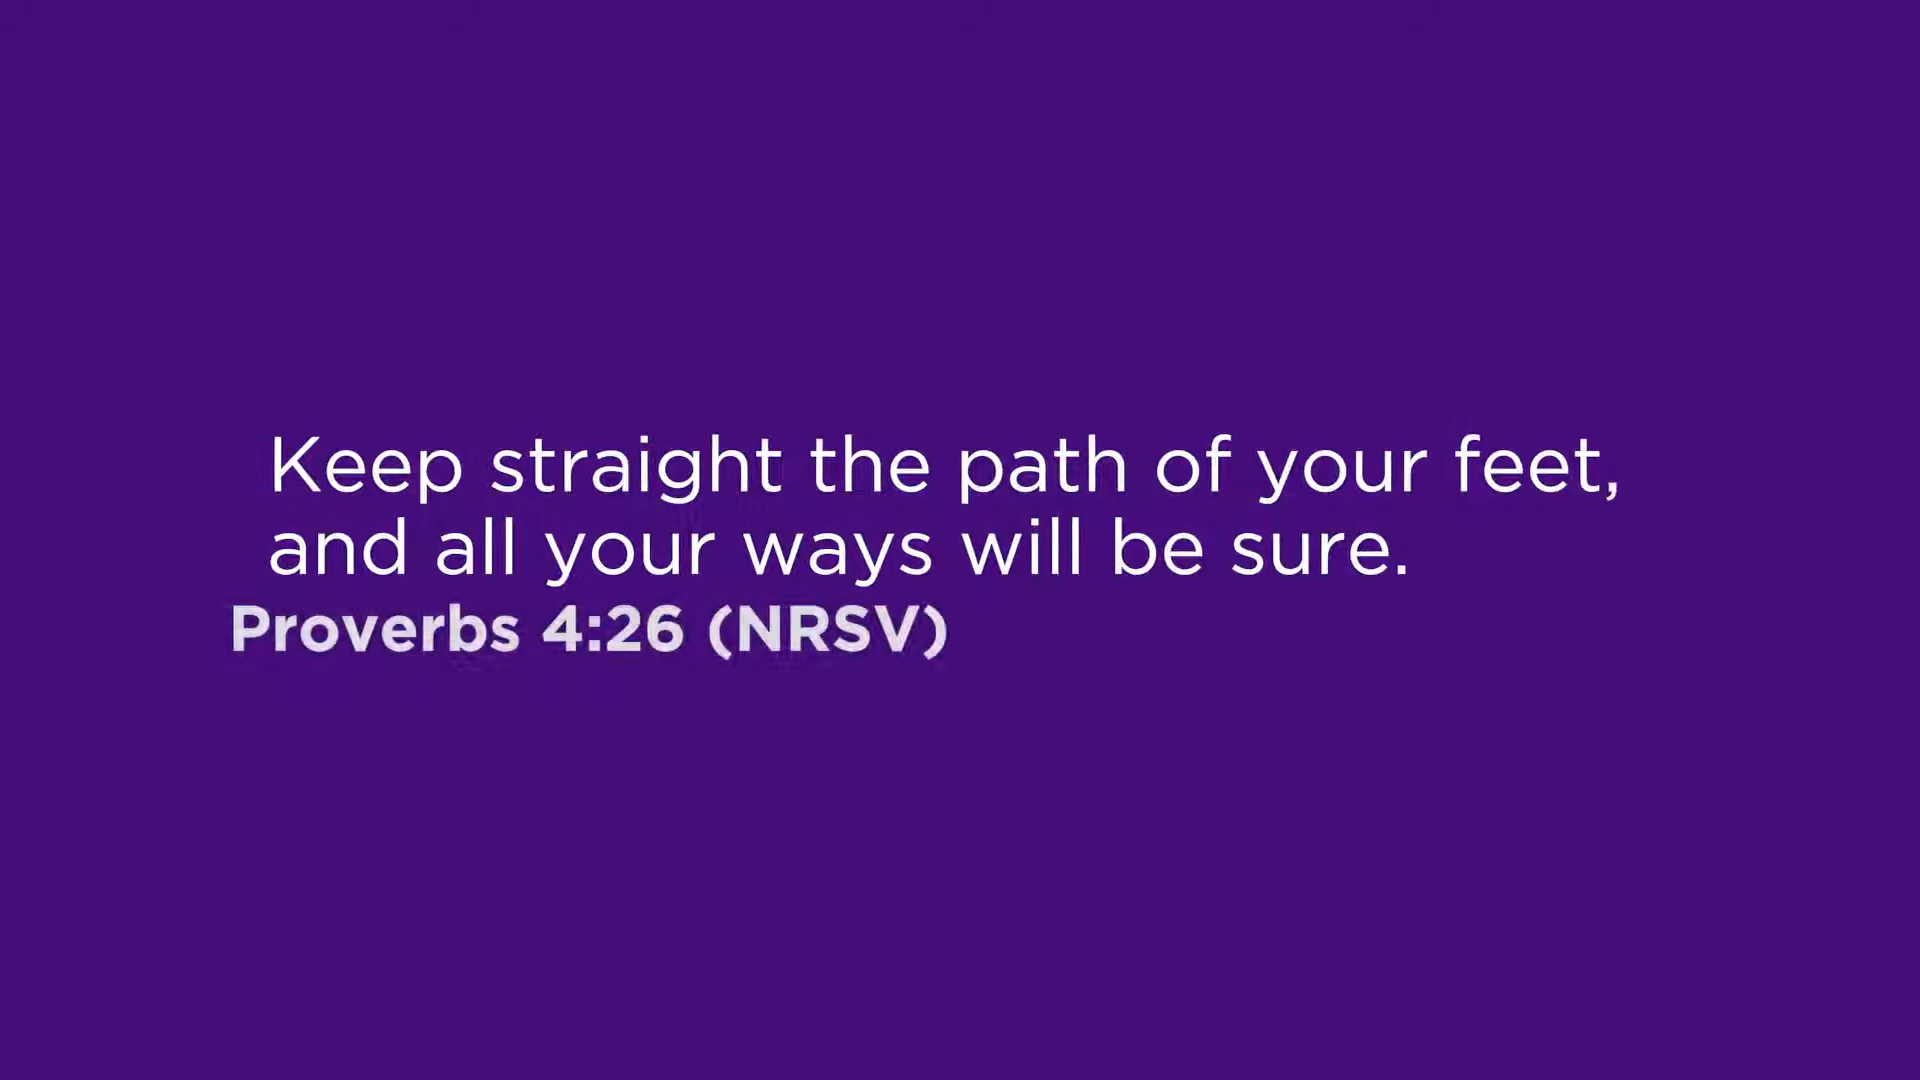 Keep straight the path of your feet,
and all your ways will be sure.
Proverbs 4:26 (NRSV)